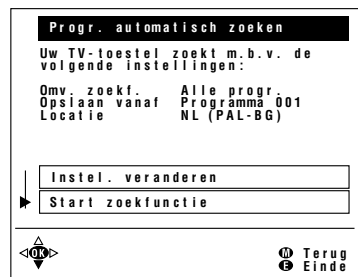 Progr. automatisch zoeken
Uw TV-toestel zoekt m.b.v. de
volgende instellingen:
Omv. zoekf. Alle progr.
Opslaan vanaf Programma 001
Locatie NL (PAL-BG)
Instel. veranderen
Start zoekfunctie
OK
M Terug
E Einde